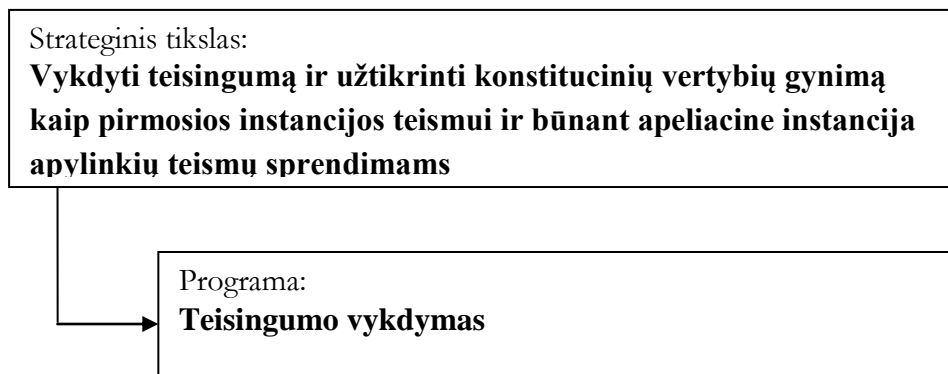 Strateginis tikslas:
Vykdyti teisingumą ir užtikrinti konstitucinių vertybių gynimą
kaip pirmosios instancijos teismui ir būnant apeliacine instancija
apylinkių teismų sprendimams
Programa:
Teisingumo vykdymas